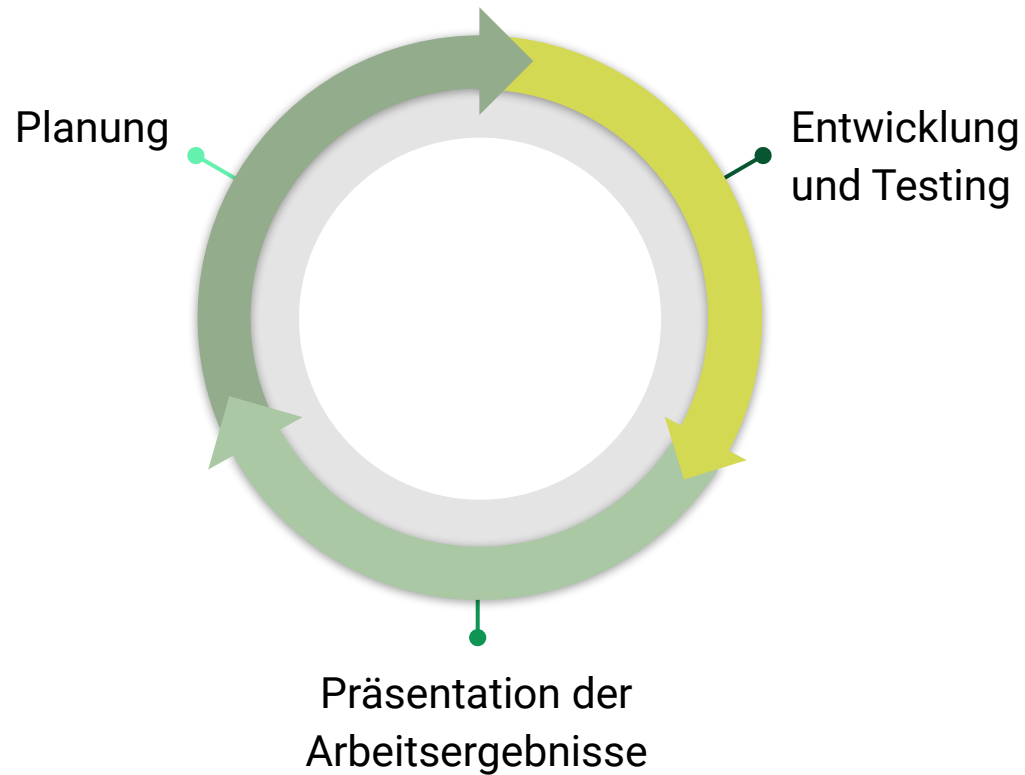 Planung
Entwicklung
und Testing
Präsentation der
Arbeitsergebnisse